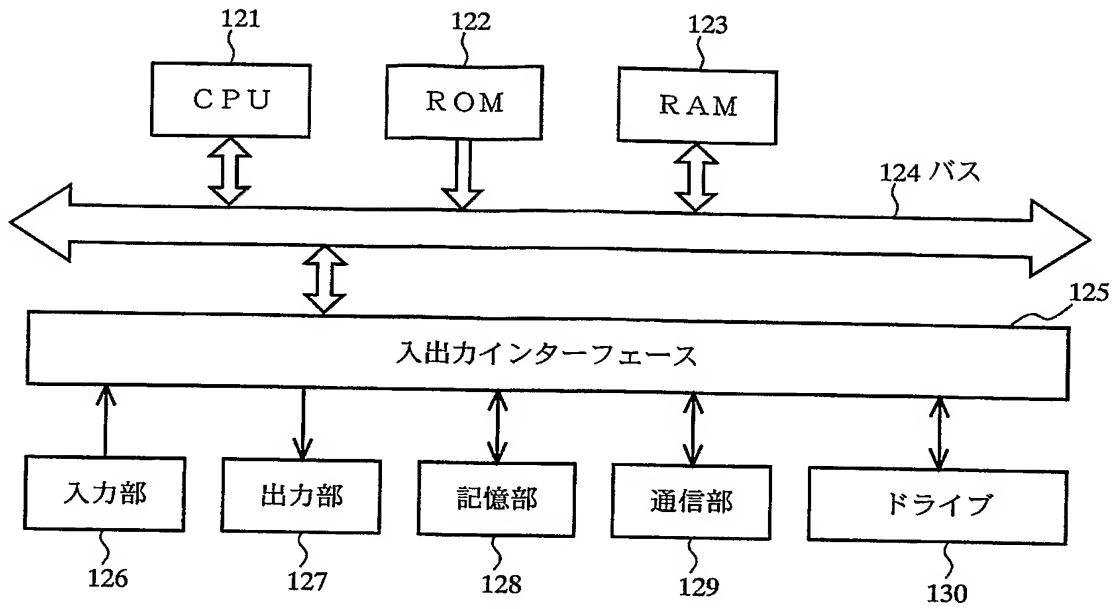 121
122
123
CPU
ROM
RAM
124 バス
125
入出力インターフェース
入力部
出力部
記憶部
通信部
ドライブ
126
127
128
129
130